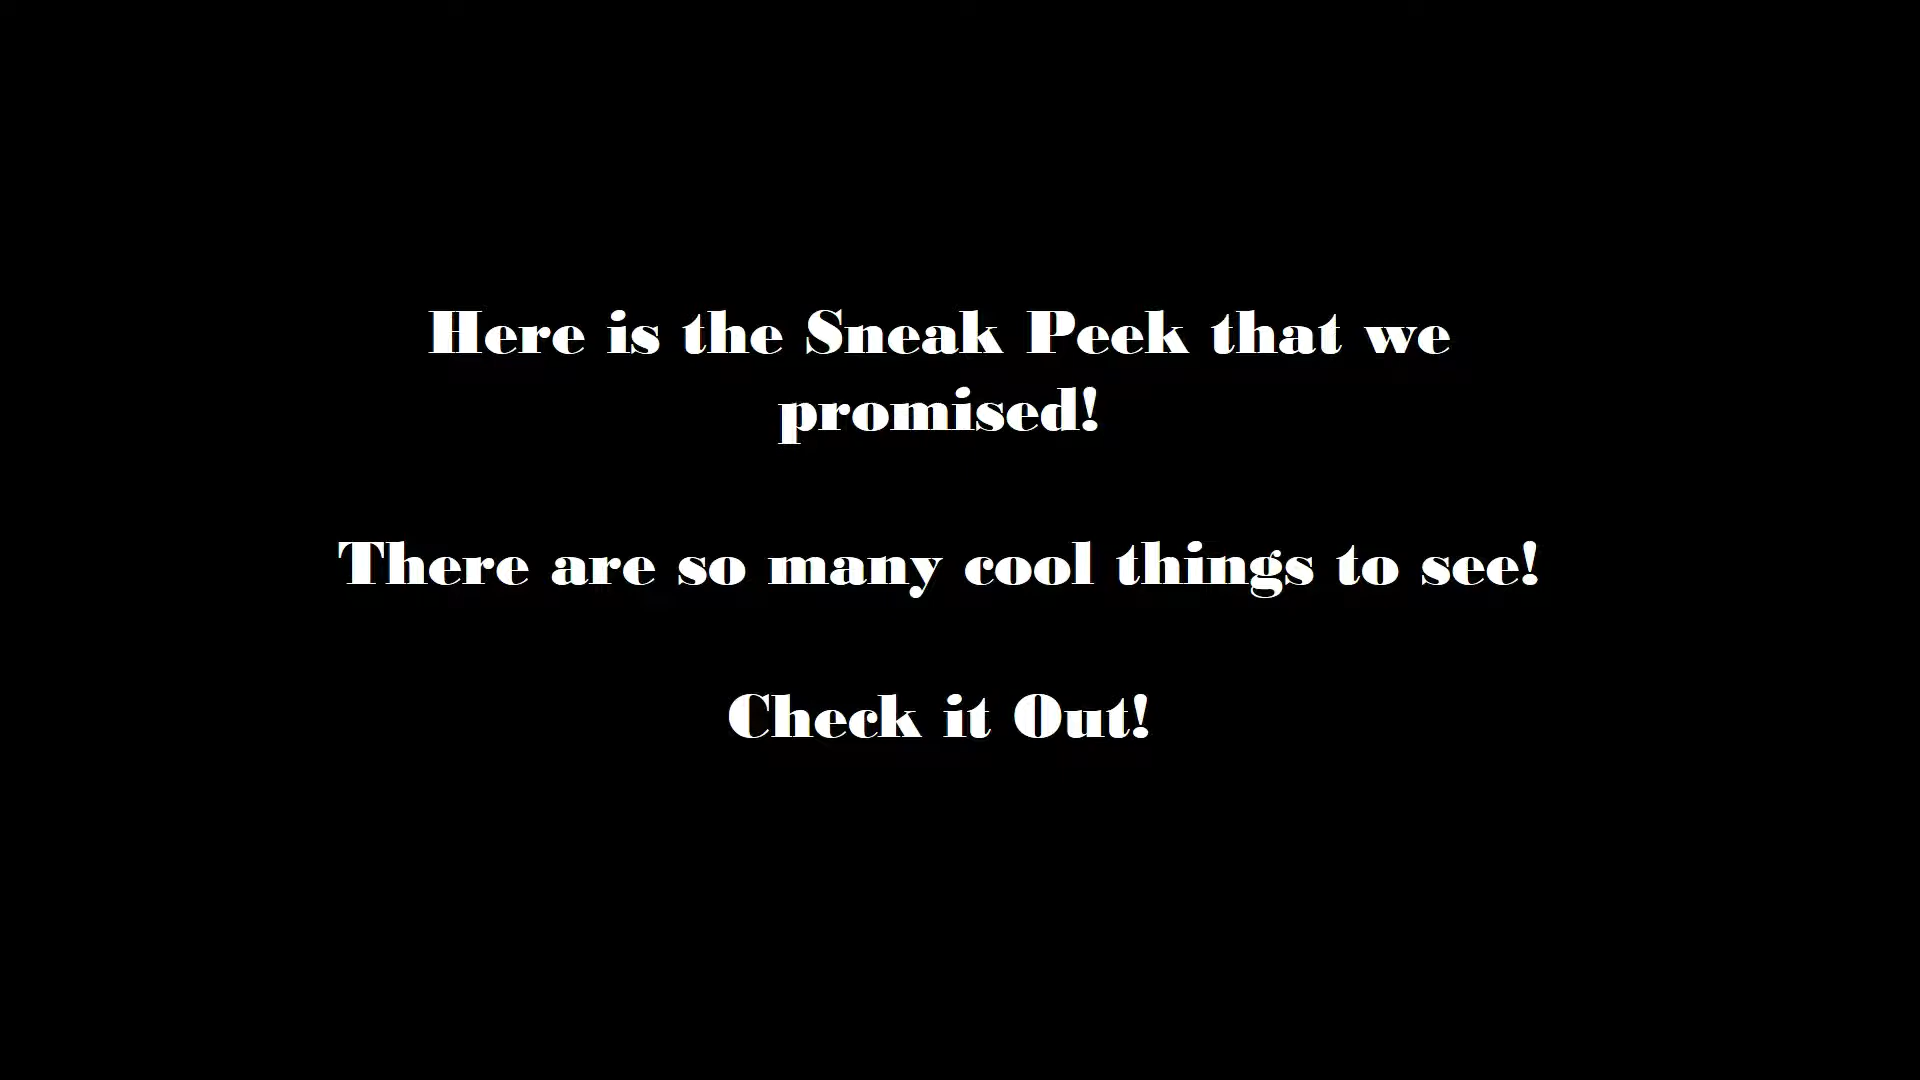 Here is the Sneak Peek that we
promised!
There are so many cool things to see!
Check it Out!